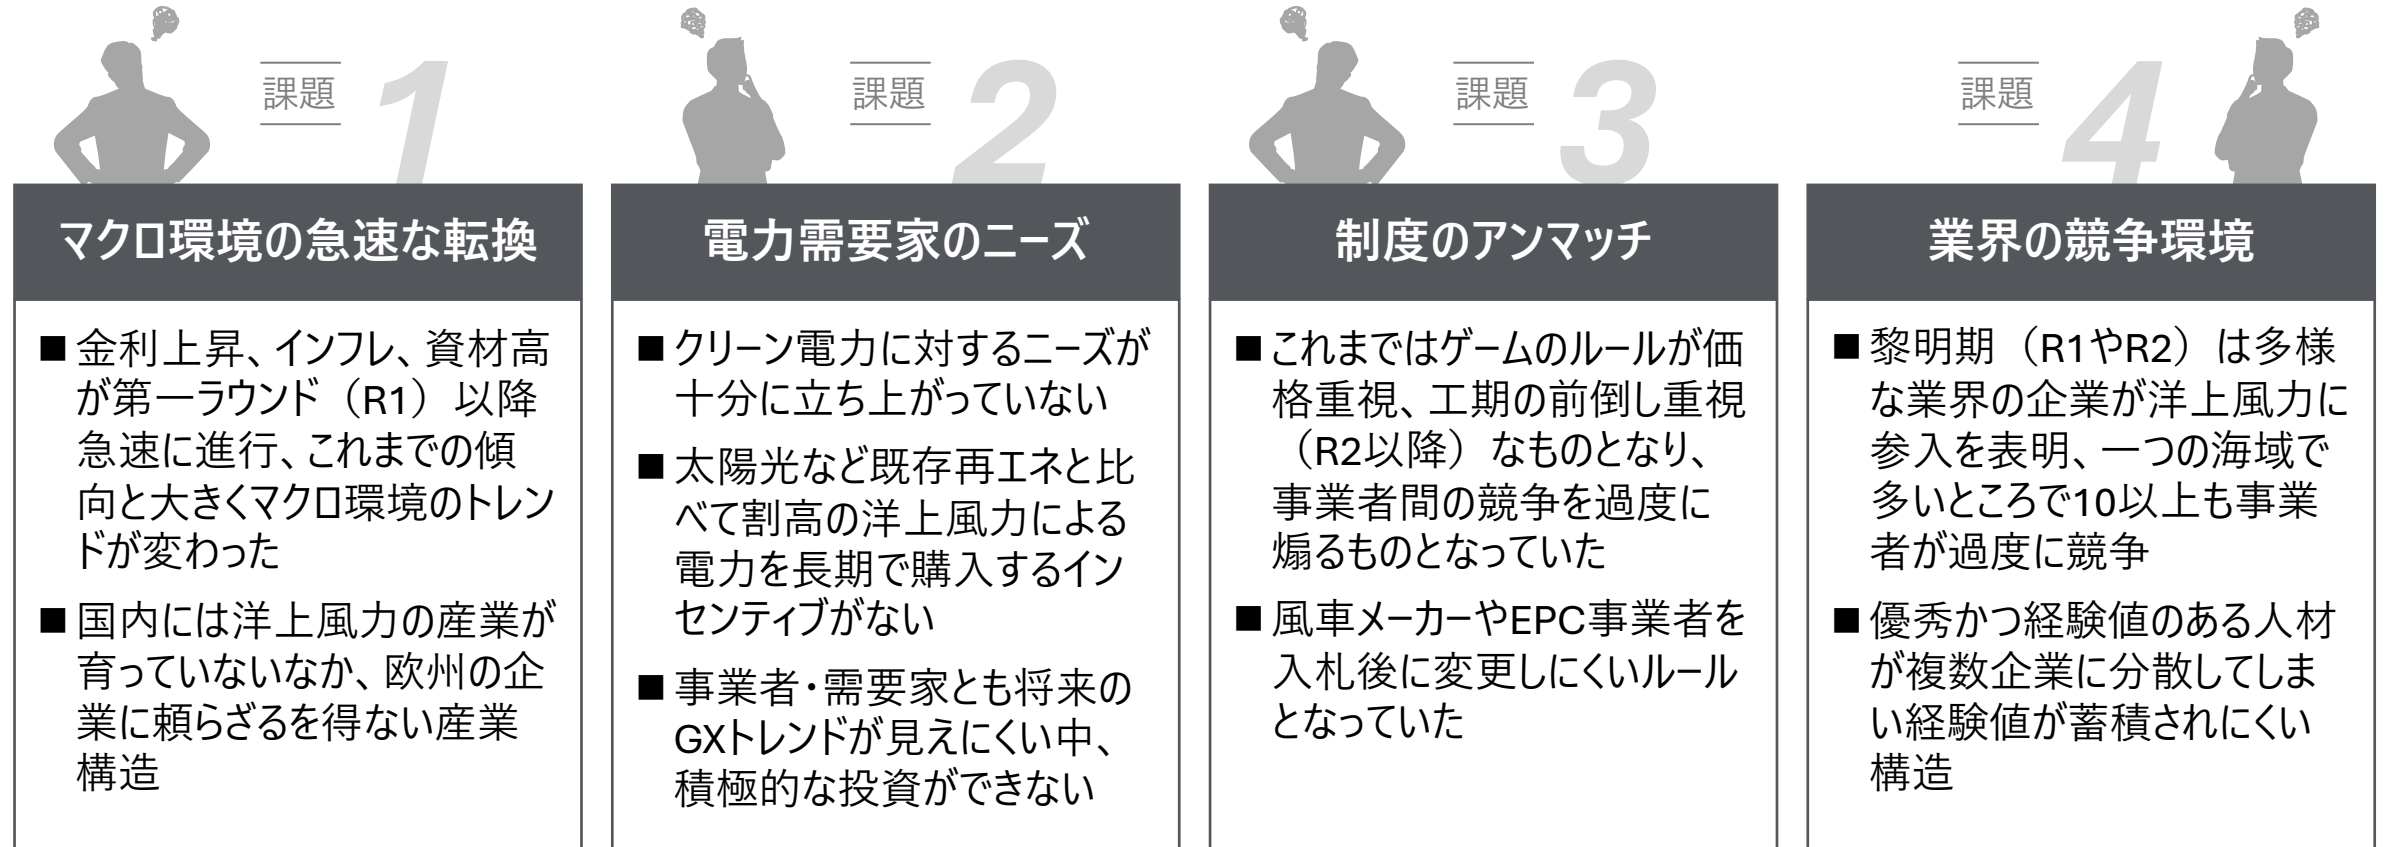 課題 1
マクロ環境の急速な転換
■ 金利上昇、インフレ、資材高
が第一ラウンド（R1）以降
急速に進行、これまでの傾
向と大きくマクロ環境のトレン
ドが変わった
■ 国内には洋上風力の産業が
育っていないなか、欧州の企
業に頼らざるを得ない産業
構造
課題 2
電力需要家のニーズ
■ クリーン電力に対するニーズが
十分に立ち上がっていない
■ 太陽光など既存再エネと比
べて割高の洋上風力による
電力を長期で購入するイン
センティブがない
■ 事業者・需要家とも将来の
GXトレンドが見えにくい中、
積極的な投資ができない
課題 3
制度のアンマッチ
■ これまではゲームのルールが価
格重視、工期の前倒し重視
（R2以降）なものとなり、
事業者間の競争を過度に
煽るものとなっていた
■ 風車メーカーやEPC事業者を
入札後に変更しにくいルール
となっていた
課題 4
業界の競争環境
■ 黎明期（R1やR2）は多様
な業界の企業が洋上風力に
参入を表明、一つの海域で
多いところで10以上も事業
者が過度に競争
■ 優秀かつ経験値のある人材
が複数企業に分散してしま
い経験値が蓄積されにくい
構造